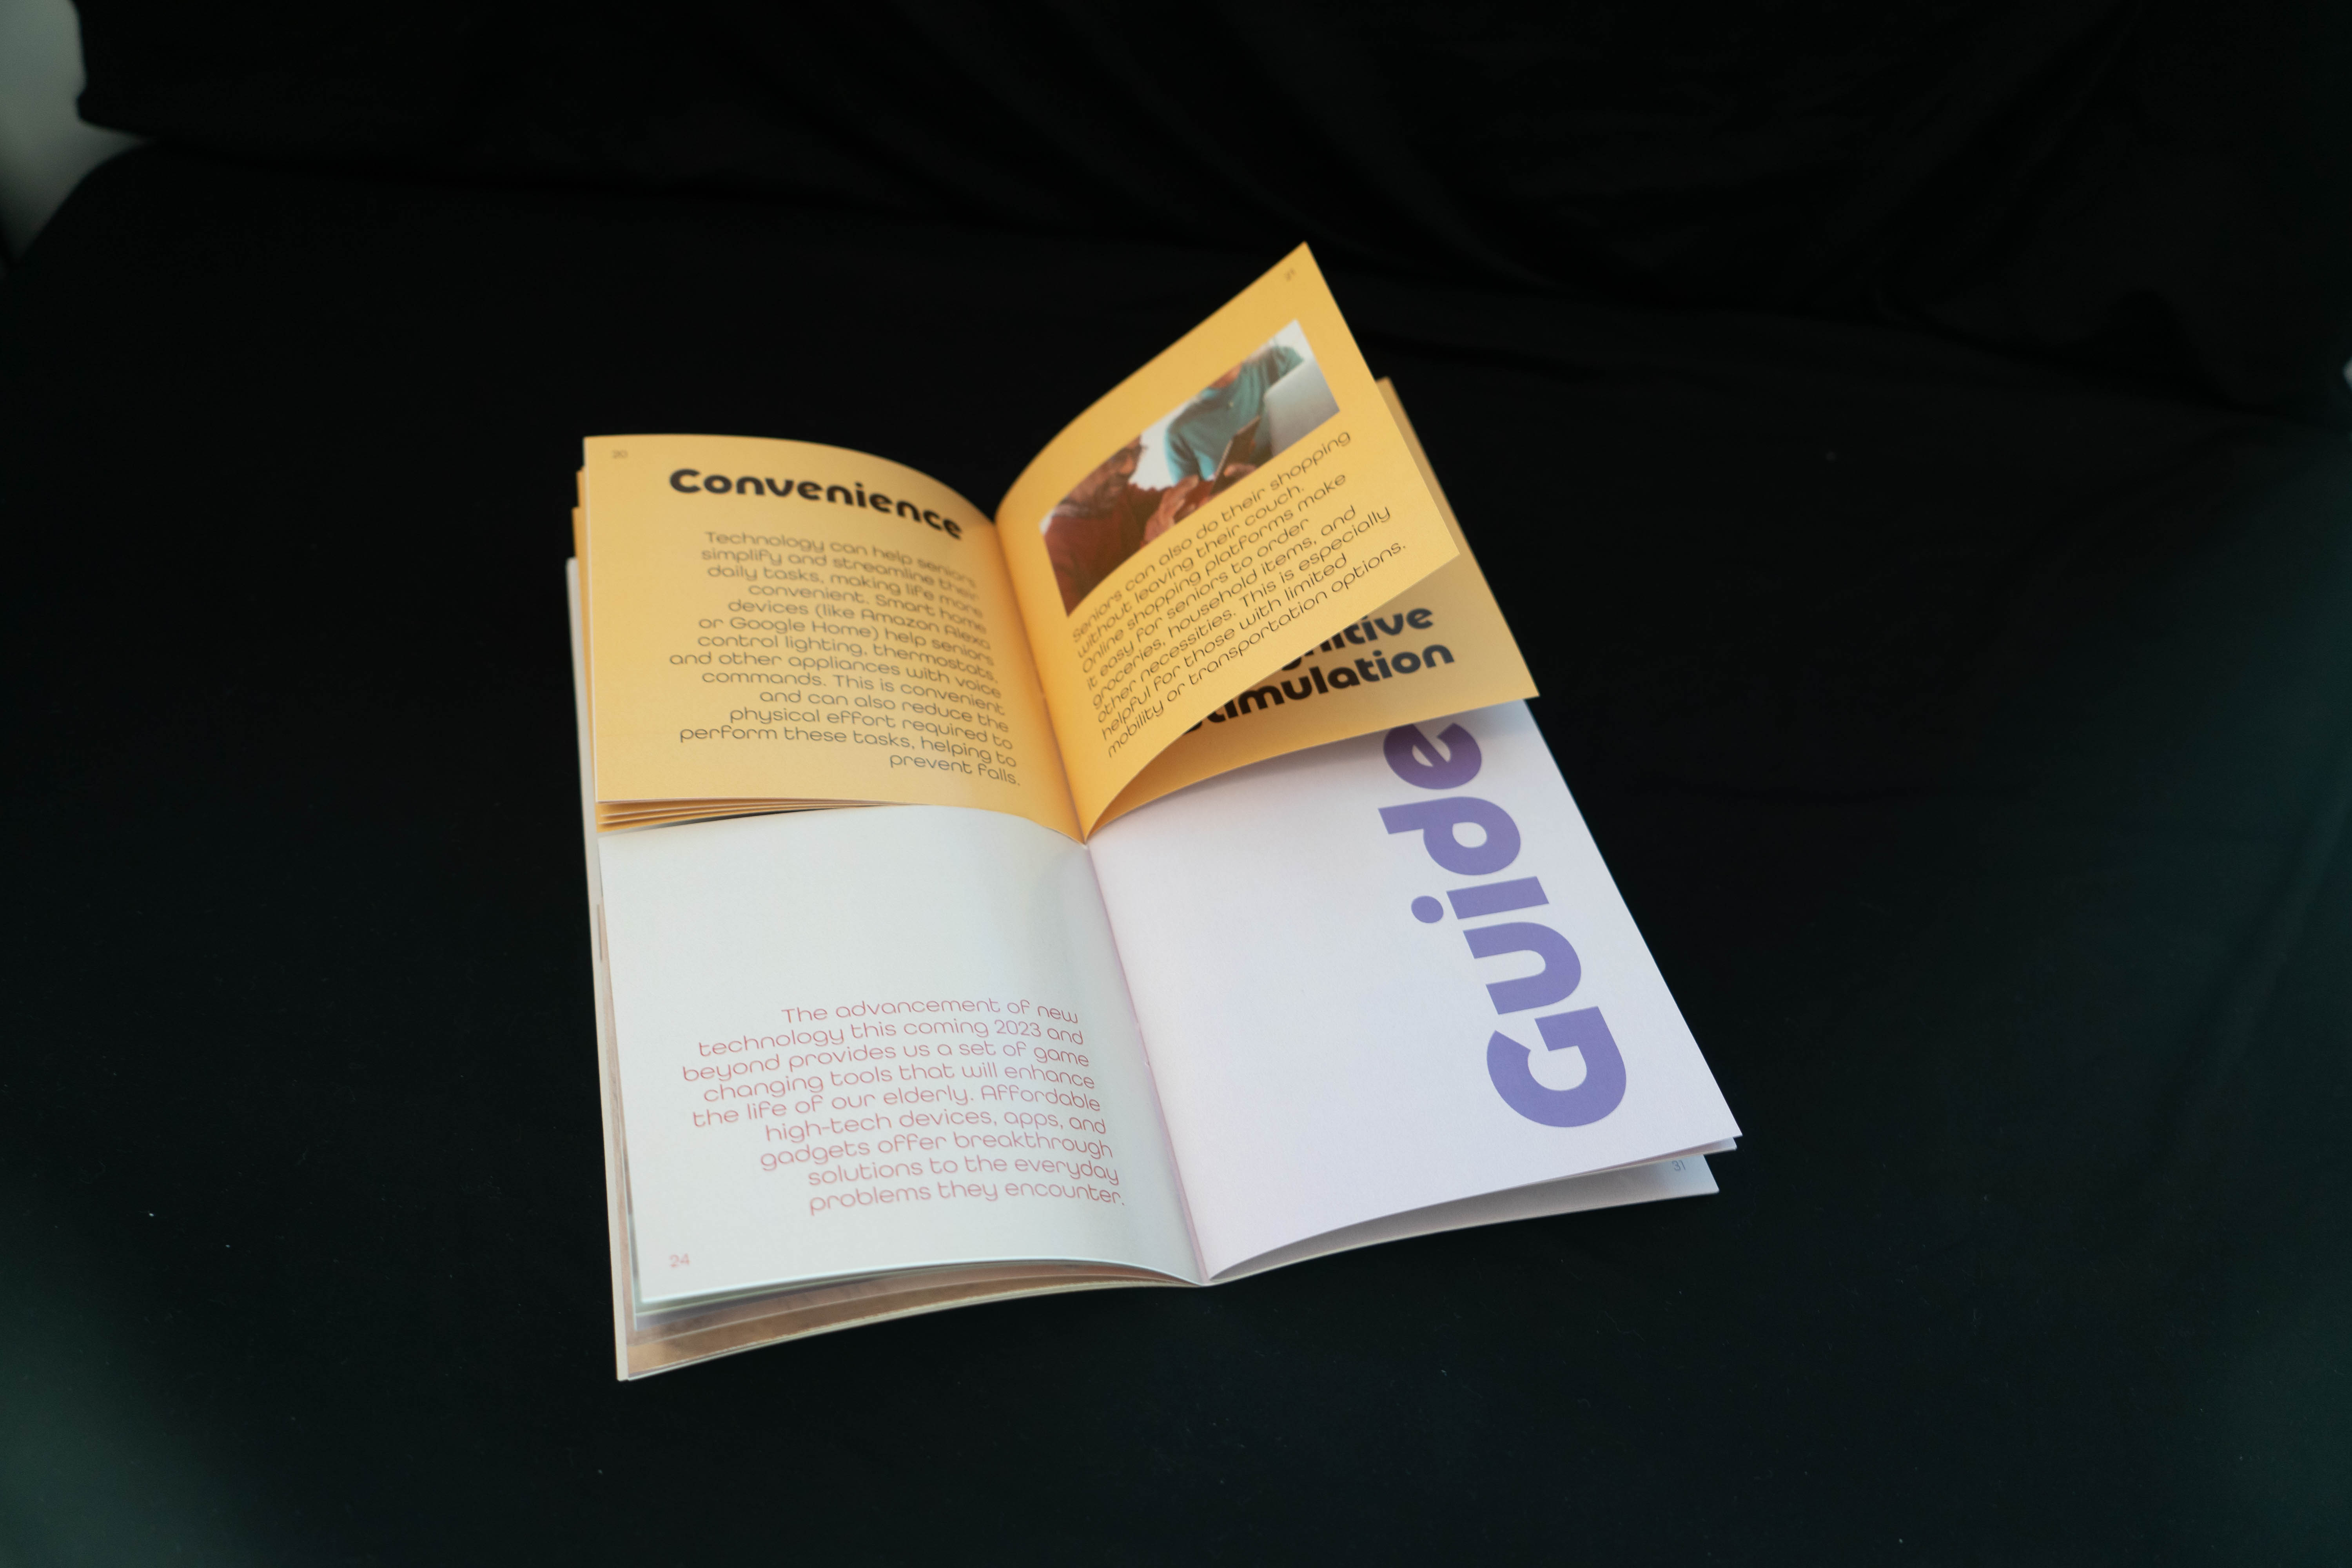 20
Convenience
Technology can help seniors
simplify and streamline their
daily tasks, making life more
convenient. Smart home
devices (like Amazon Alexa
or Google Home) help seniors
control lighting, thermostats,
and other appliances with voice
commands. This is convenient
and can also reduce the
physical effort required to
perform these tasks, helping to
prevent falls.
21
Seniors can also do their shopping
without leaving their couch.
Online shopping platforms make
it easy for seniors to order
groceries, household items, and
other necessities. This is especially
helpful for those with limited
mobility or transportation options.
The advancement of new
technology this coming 2023 and
beyond provides us a set of game
changing tools that will enhance
the life of our elderly. Affordable
high-tech devices, apps, and
gadgets offer breakthrough
solutions to the everyday
problems they encounter.
24
Guide
31